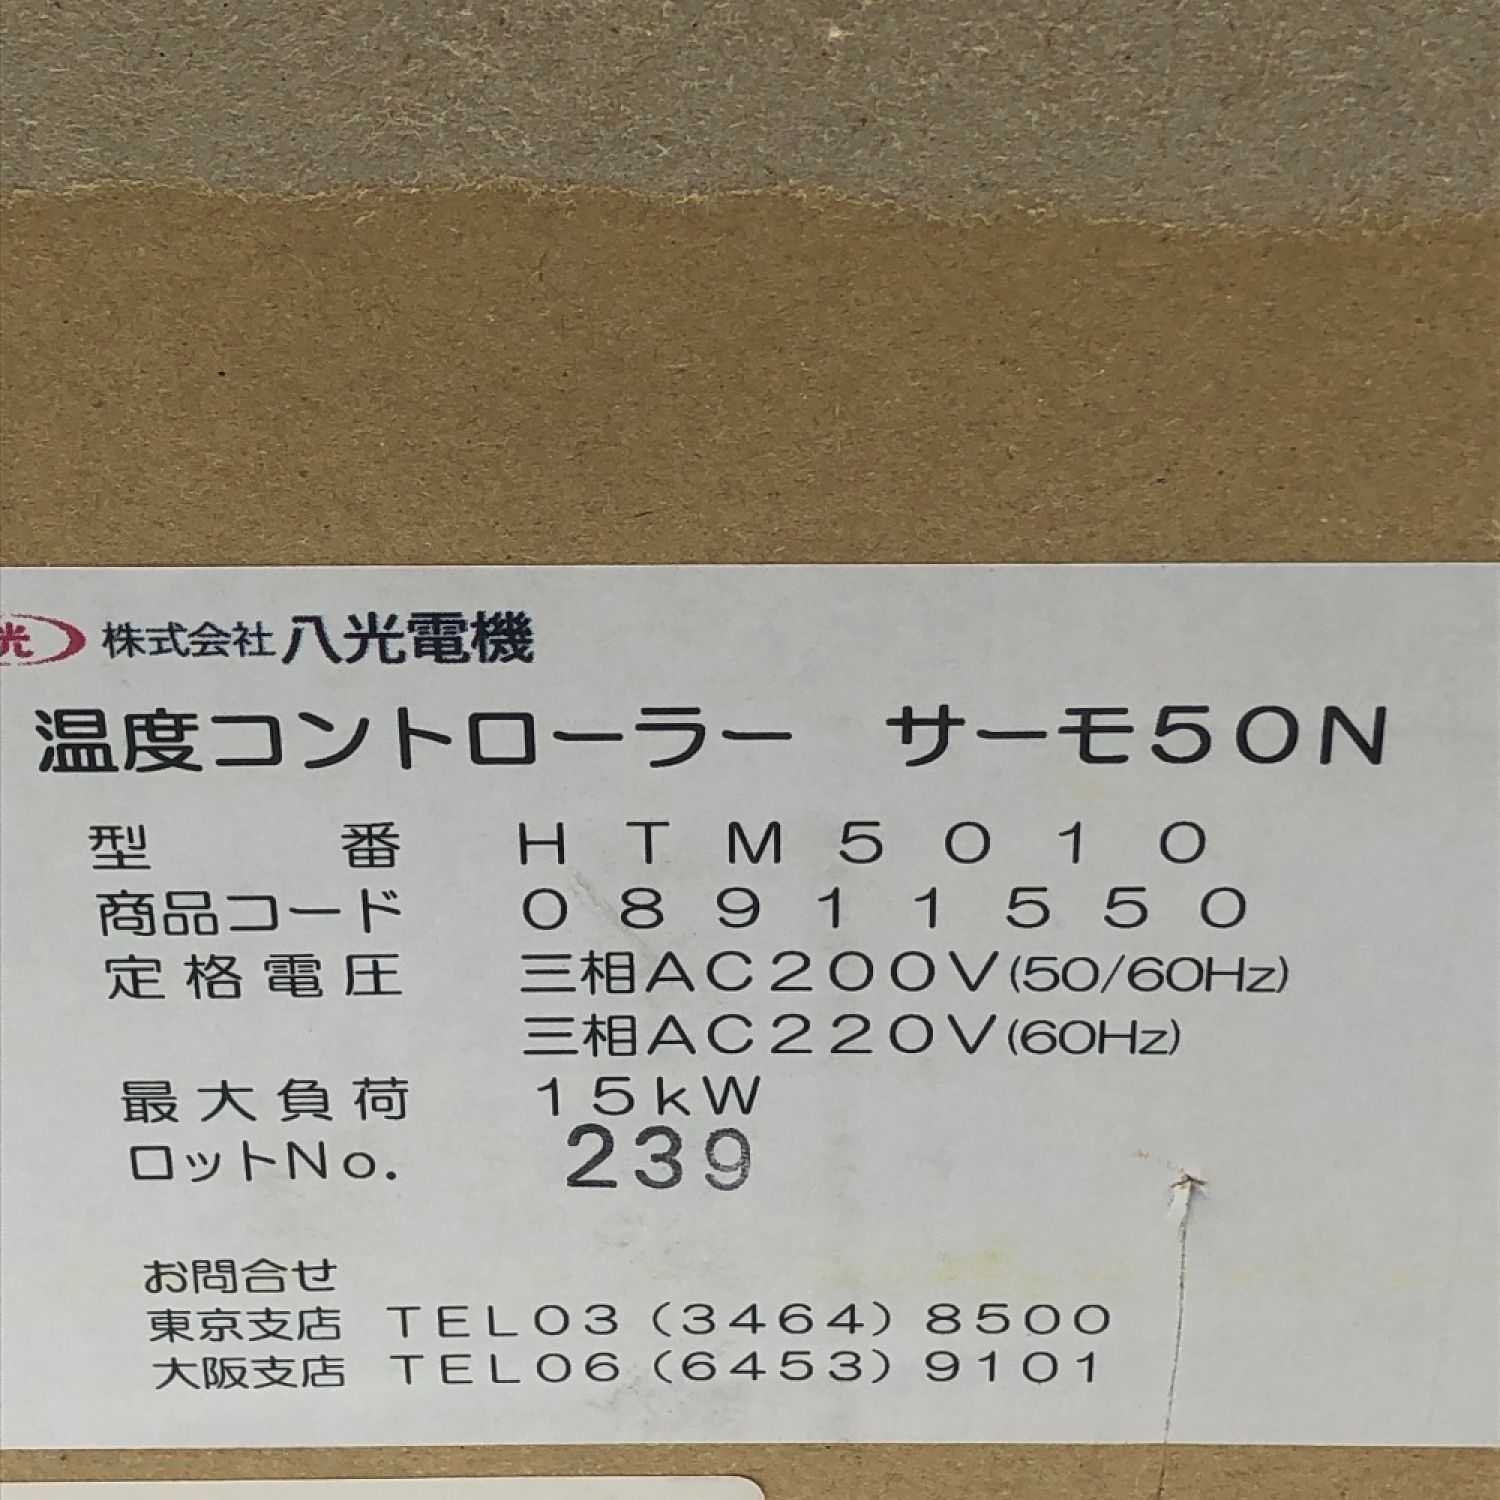 光 株式会社八光電機
温度コントローラー　サーモ50N
型番 HTM5010
商品コード 08911550
定格電圧 三相AC200V(50/60Hz)
三相AC220V(60Hz)
最大負荷 15kW
ロットNo. 239
お問合せ
東京支店 TEL03（3464）8500
大阪支店 TEL06（6453）9101